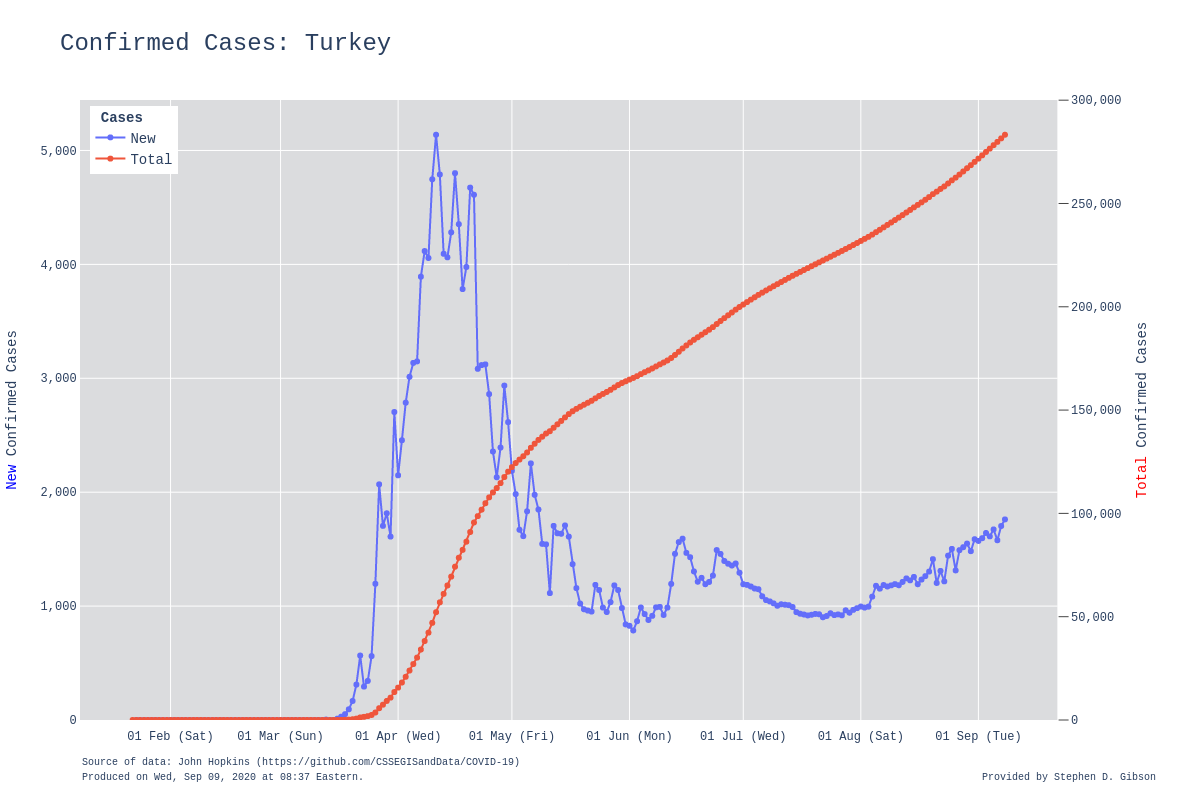 Confirmed Cases: Turkey
Cases
New
Total
5,000
4,000
3,000
2,000
1,000
0
New Confirmed Cases
300,000
250,000
200,000
150,000
100,000
50,000
0
Total Confirmed Cases
01 Feb (Sat) 01 Mar (Sun) 01 Apr (Wed) 01 May (Fri) 01 Jun (Mon) 01 Jul (Wed) 01 Aug (Sat) 01 Sep (Tue)
Source of data: John Hopkins (https://github.com/CSSEGISandData/COVID-19)
Produced on Wed, Sep 09, 2020 at 08:37 Eastern.
Provided by Stephen D. Gibson